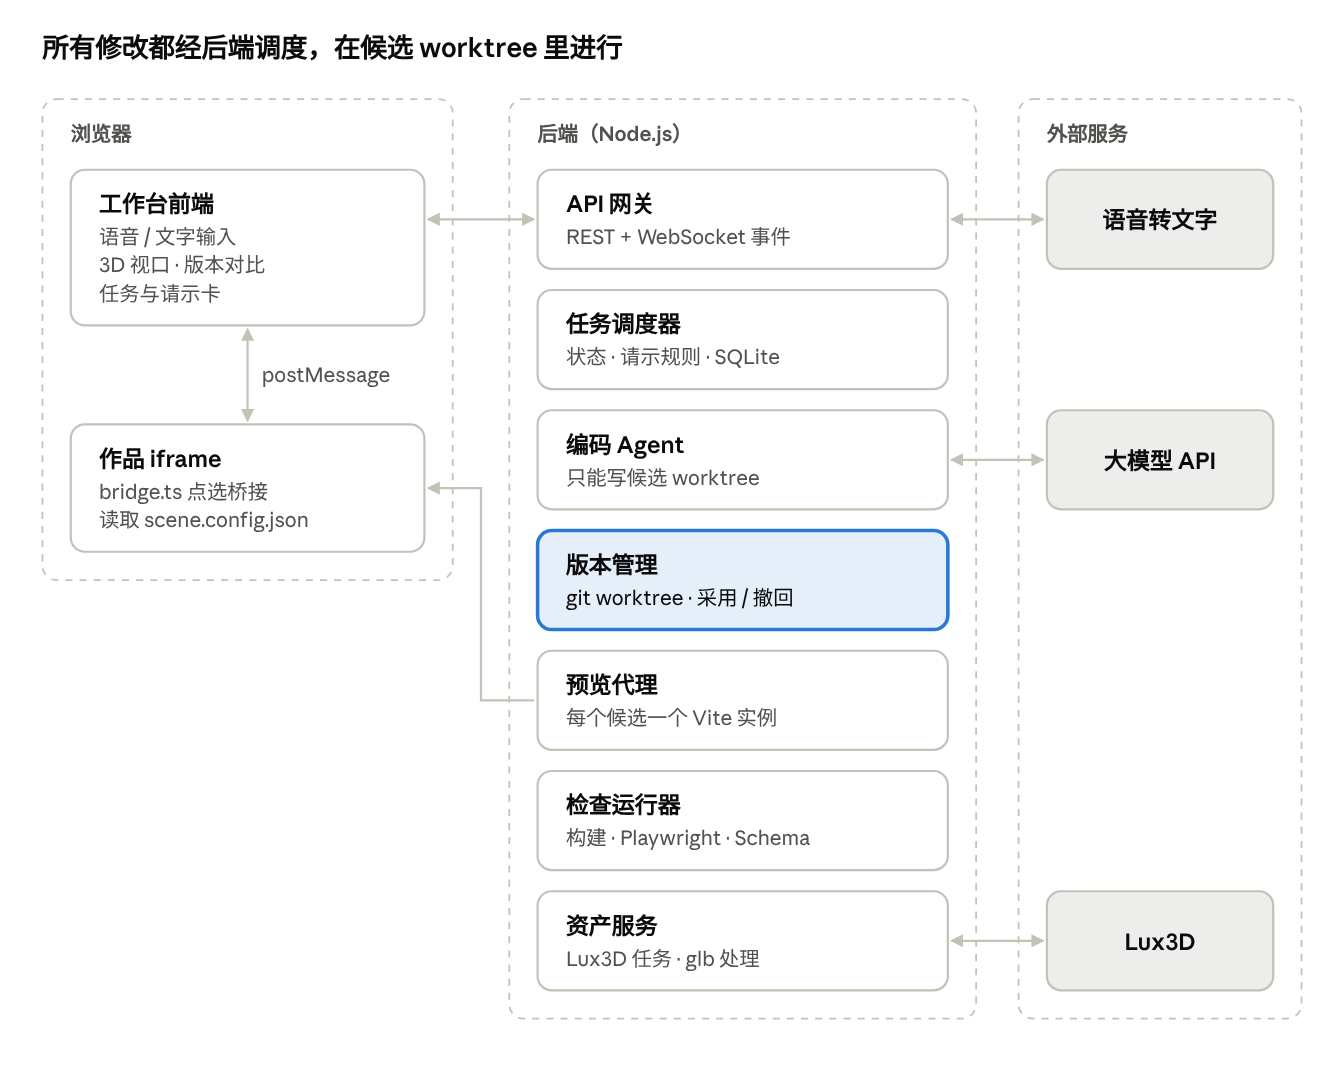 所有修改都经后端调度，在候选 worktree 里进行
浏览器
工作台前端
语音 / 文字输入
3D 视口 · 版本对比
任务与请示卡
postMessage
作品 iframe
bridge.ts 点选桥接
读取 scene.config.json
后端（Node.js）
API 网关
REST + WebSocket 事件
任务调度器
状态 · 请示规则 · SQLite
编码 Agent
只能写候选 worktree
版本管理
git worktree · 采用 / 撤回
预览代理
每个候选一个 Vite 实例
检查运行器
构建 · Playwright · Schema
资产服务
Lux3D 任务 · glb 处理
外部服务
语音转文字
大模型 API
Lux3D